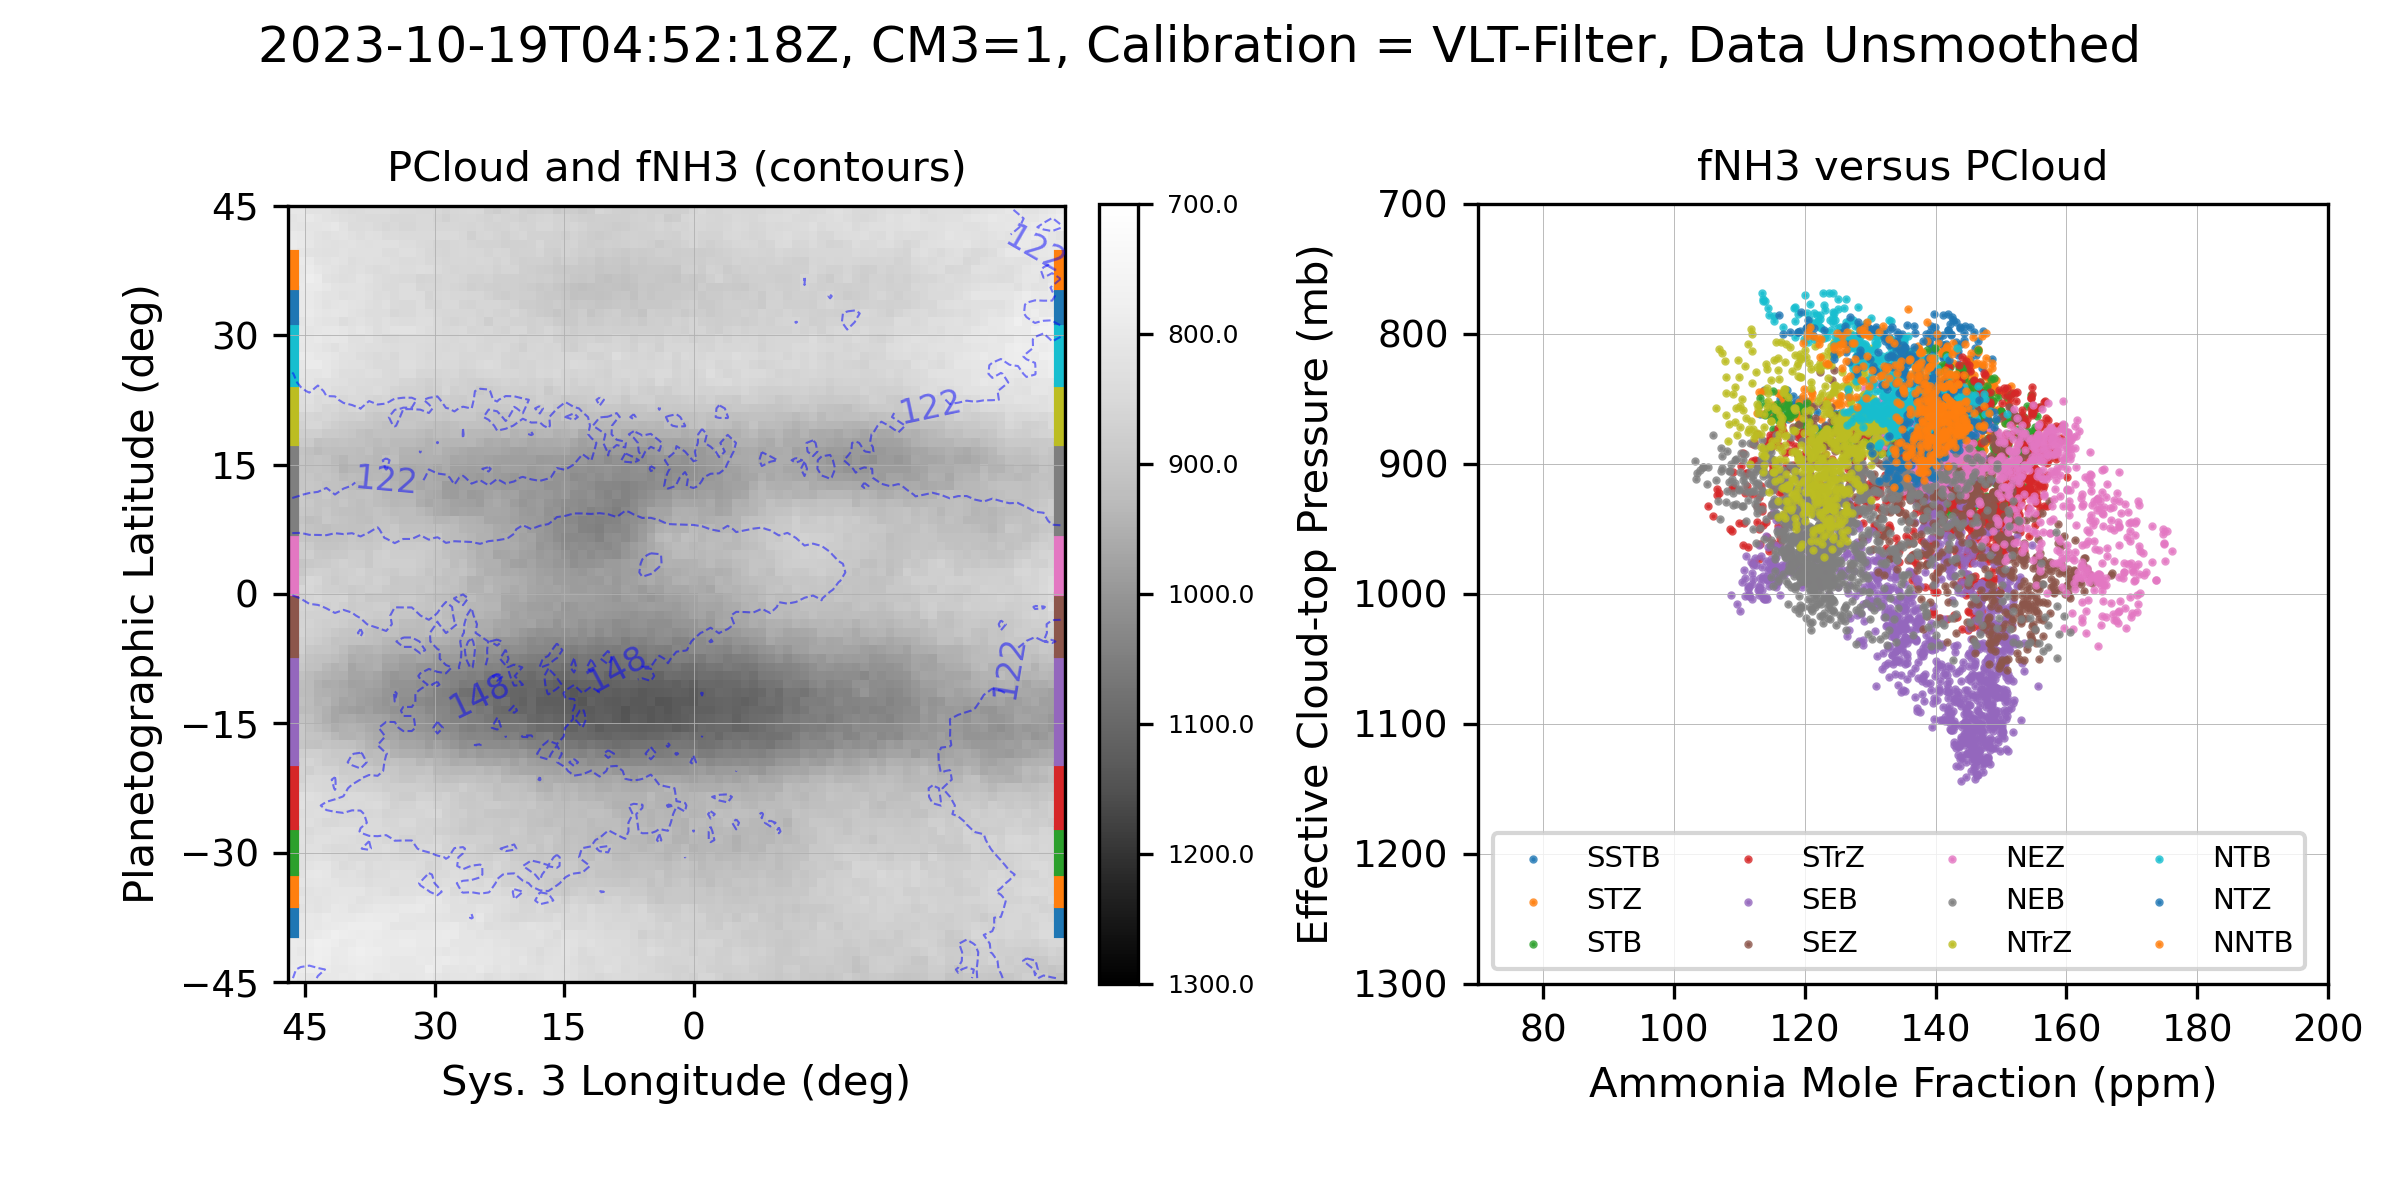 2023-10-19T04:52:18Z, CM3=1, Calibration = VLT-Filter, Data Unsmoothed
PCloud and fNH3 (contours)
Planetographic Latitude (deg)
45
30
15
0
−15
−30
−45
122
122
122
148
148
122
45
30
15
0
Sys. 3 Longitude (deg)
700.0
800.0
900.0
1000.0
1100.0
1200.0
1300.0
fNH3 versus PCloud
Effective Cloud-top Pressure (mb)
700
800
900
1000
1100
1200
1300
SSTB STrZ NEZ NTB
STZ SEB NEB NTZ
STB SEZ NTrZ NNTB
80 100 120 140 160 180 200
Ammonia Mole Fraction (ppm)